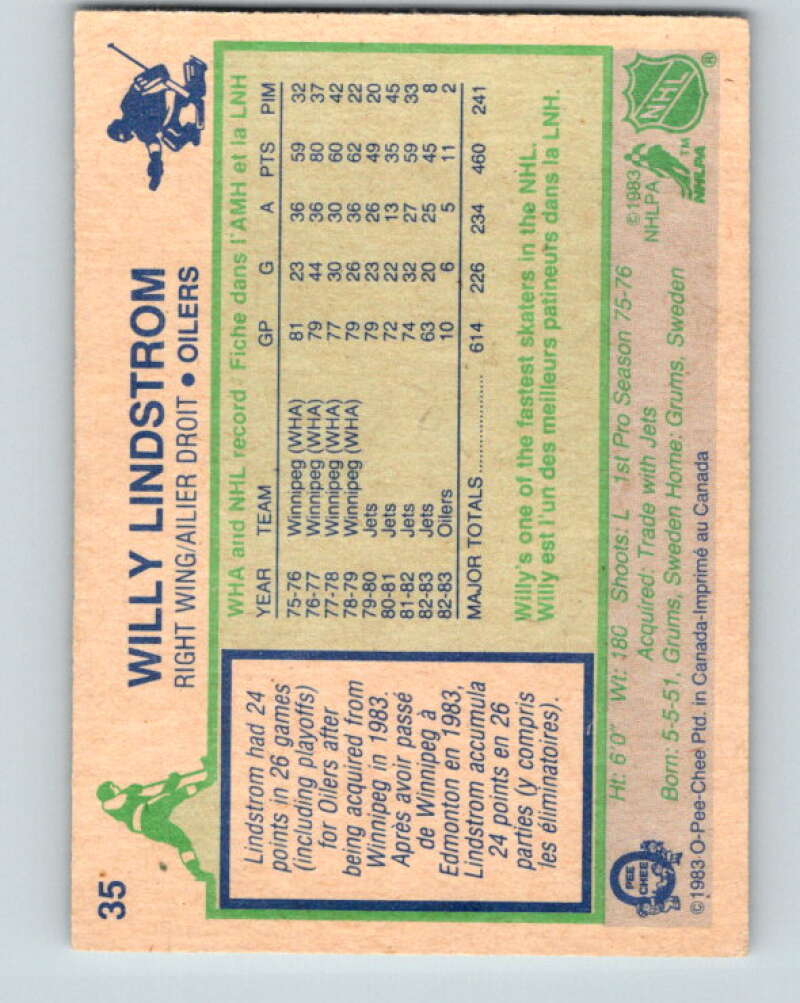 35
WILLY LINDSTROM
RIGHT WING/AILIER DROIT • OILERS
Lindstrom had 24
points in 26 games
(including playoffs)
for Oilers after
being acquired from
Winnipeg in 1983.
Après avoir passé
de Winnipeg à
Edmonton en 1983,
Lindstrom accumula
24 points en 26
parties (y compris
les éliminatoires).
WHA and NHL record · Fiche dans l'AMH et la LNH
YEAR TEAM GP G A PTS PIM
75-76 Winnipeg (WHA) 81 23 36 59 32
76-77 Winnipeg (WHA) 79 44 36 80 37
77-78 Winnipeg (WHA) 77 30 30 60 42
78-79 Winnipeg (WHA) 79 26 36 62 22
79-80 Jets 79 23 26 49 20
80-81 Jets 72 22 13 35 45
81-82 Jets 74 32 27 59 33
82-83 Jets 63 20 25 45 8
82-83 Oilers 10 6 5 11 2
MAJOR TOTALS .............. 614 226 234 460 241
Willy's one of the fastest skaters in the NHL.
Willy est l'un des meilleurs patineurs dans la LNH.
Ht: 6'0" Wt: 180 Shoots: L 1st Pro Season 75-76
Acquired: Trade with Jets
Born: 5-5-51, Grums, Sweden Home: Grums, Sweden
©1983
NHLPA
NHLPA
TM
NHL
®
O
PEE
CHEE
© 1983 O-Pee-Chee Ptd. in Canada-Imprimé au Canada